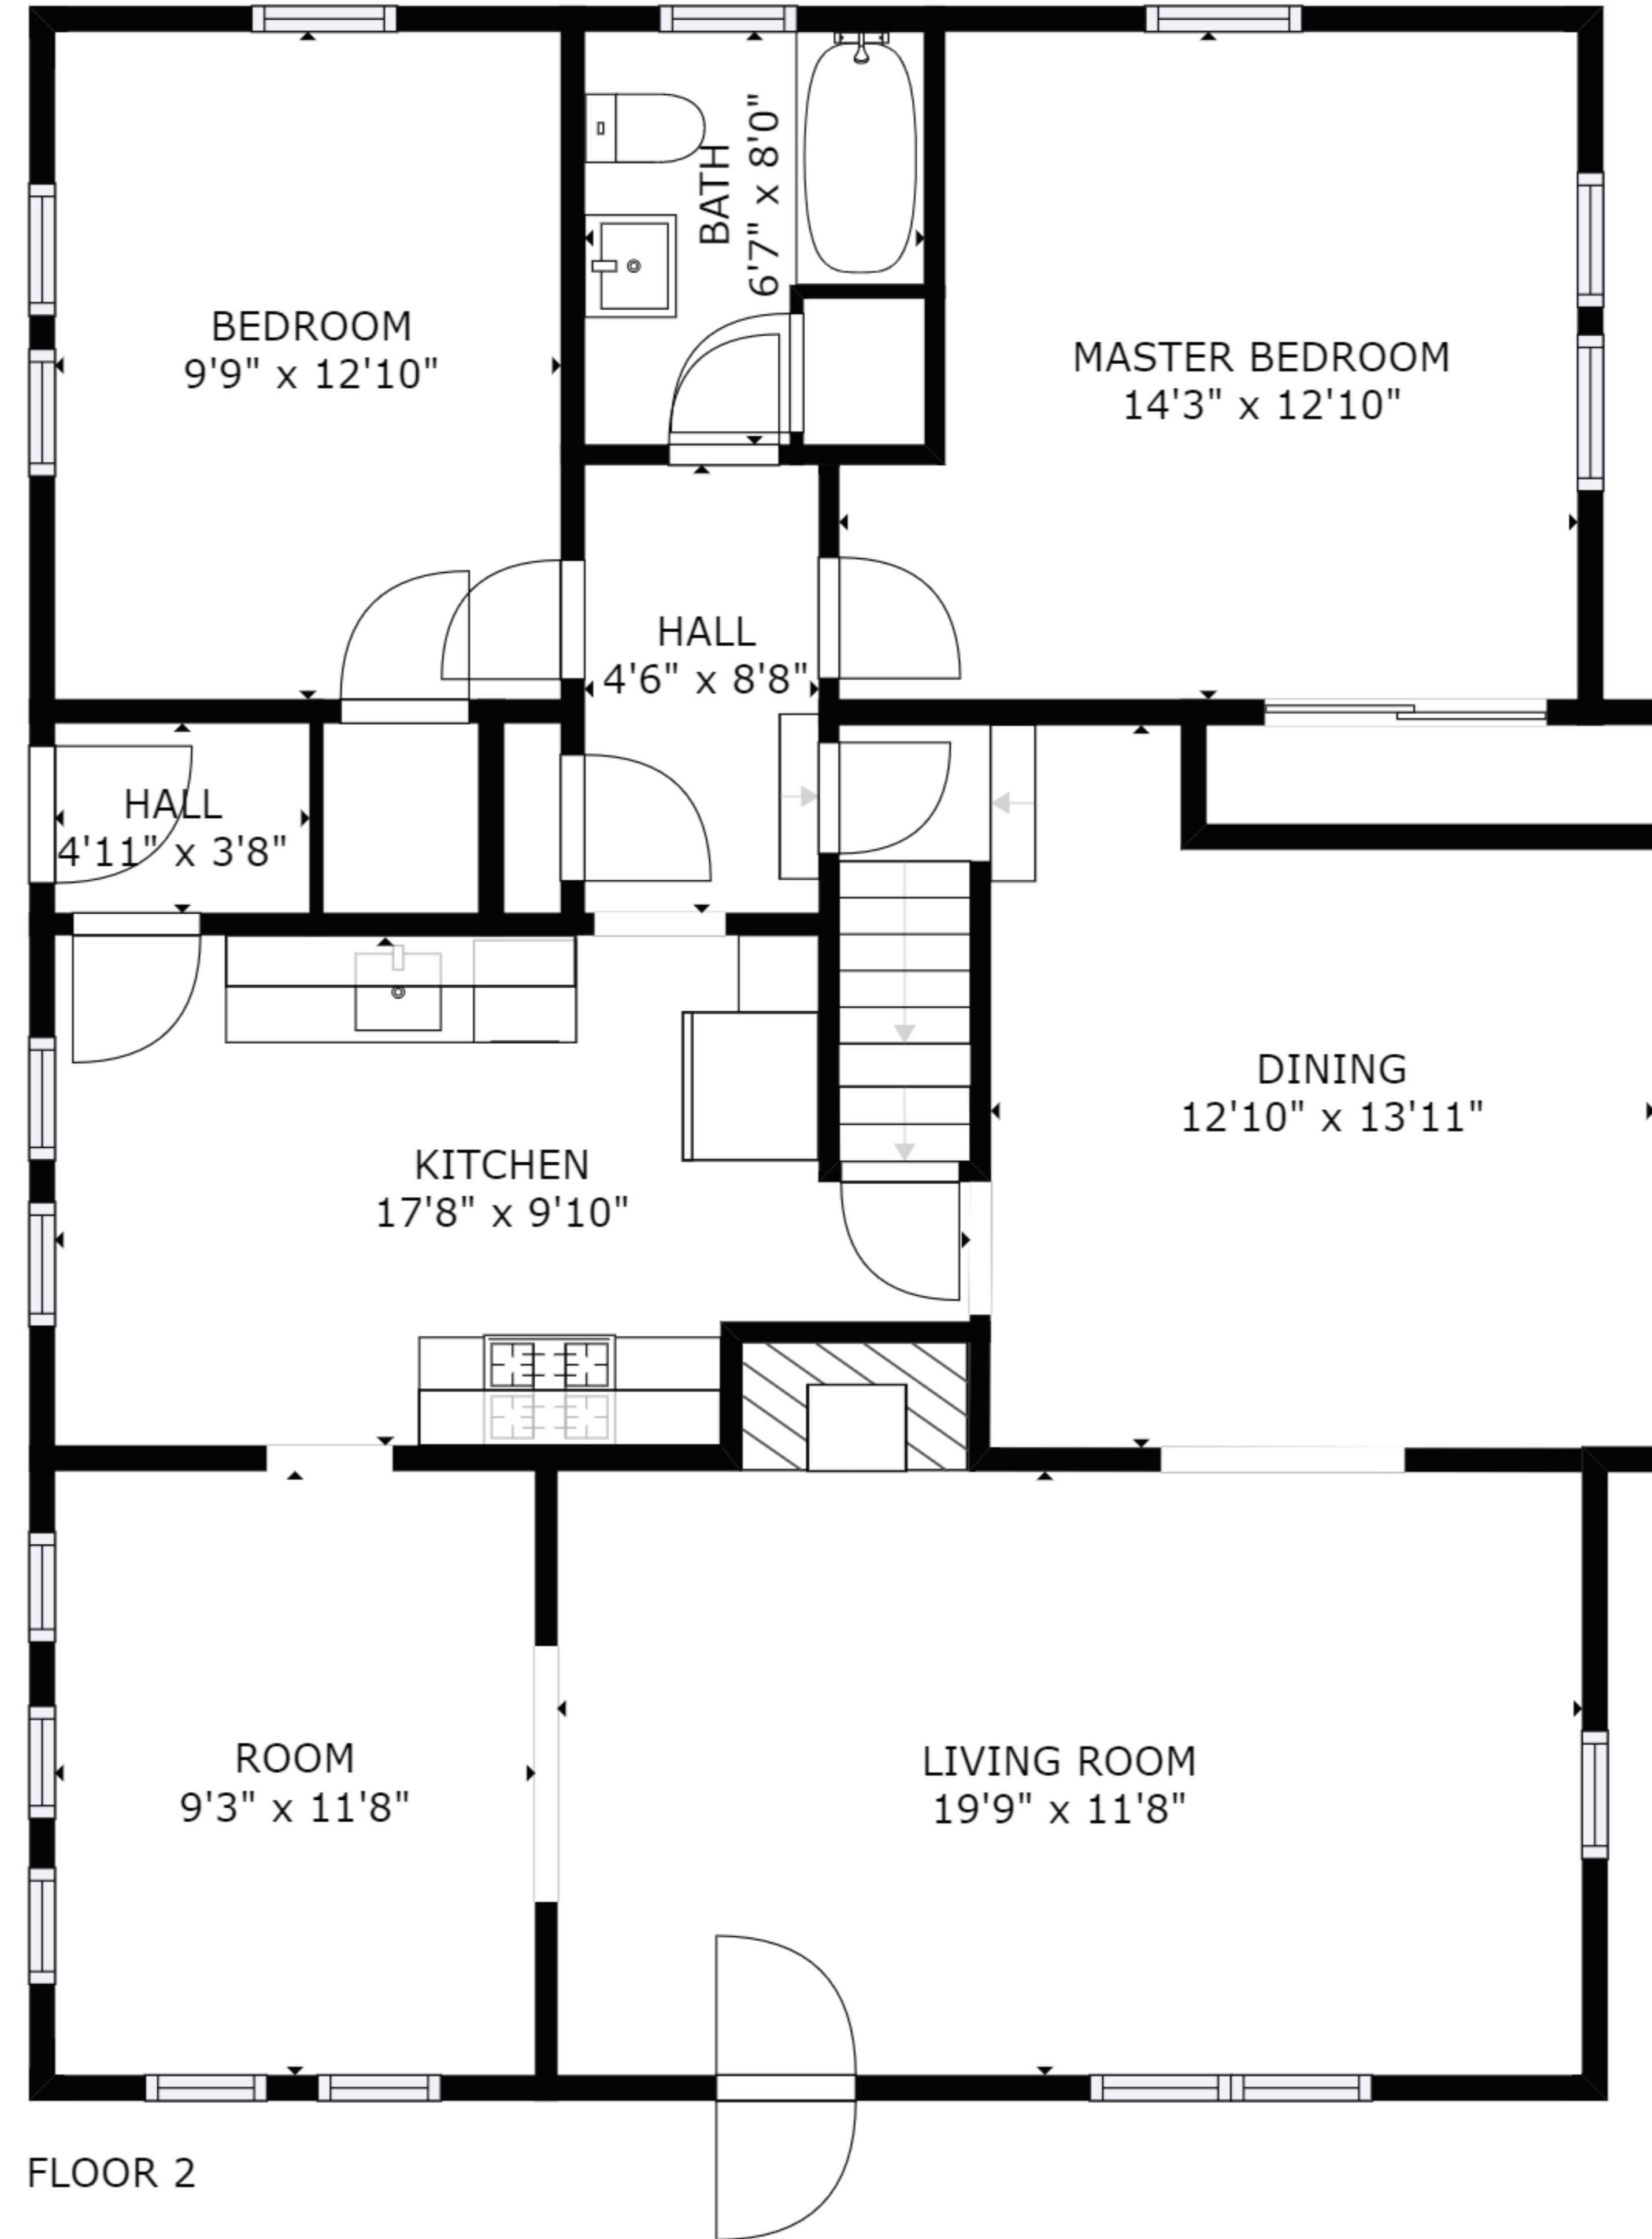 BATH
6'7" x 8'0"
BEDROOM
9'9" x 12'10"
MASTER BEDROOM
14'3" x 12'10"
HALL
4'6" x 8'8"
HALL
4'11" x 3'8"
DINING
12'10" x 13'11"
KITCHEN
17'8" x 9'10"
ROOM
9'3" x 11'8"
LIVING ROOM
19'9" x 11'8"
FLOOR 2